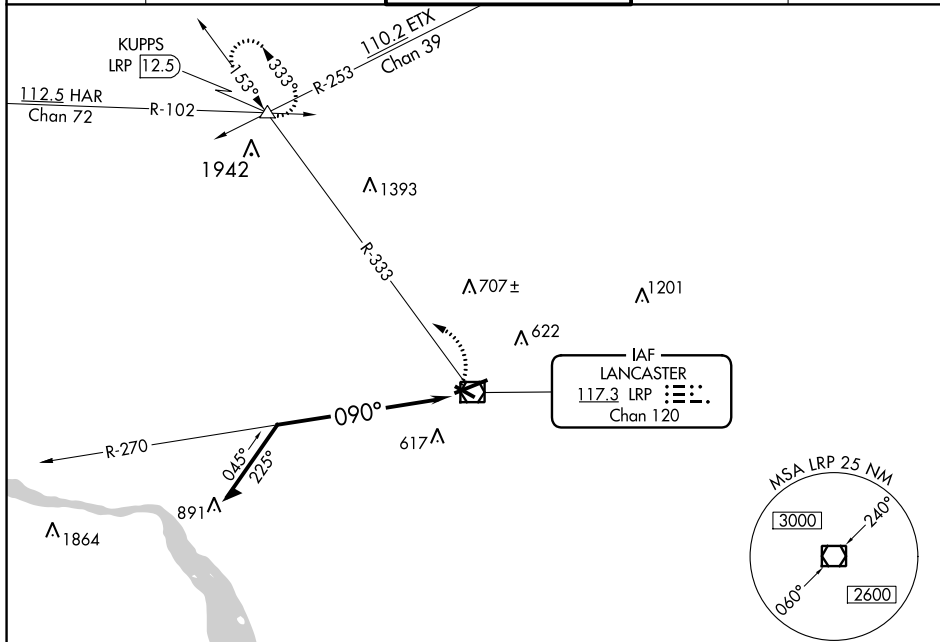 KUPPS
LRP 12.5
110.2 ETX
Chan 39
R-253
153°
333°
112.5 HAR
Chan 72
R-102
1942
1393
R-333
707±
1201
622
IAF
LANCASTER
117.3 LRP
Chan 120
090°
617
R-270
045°
225°
891
1864
MSA LRP 25 NM
3000
240°
060°
2600